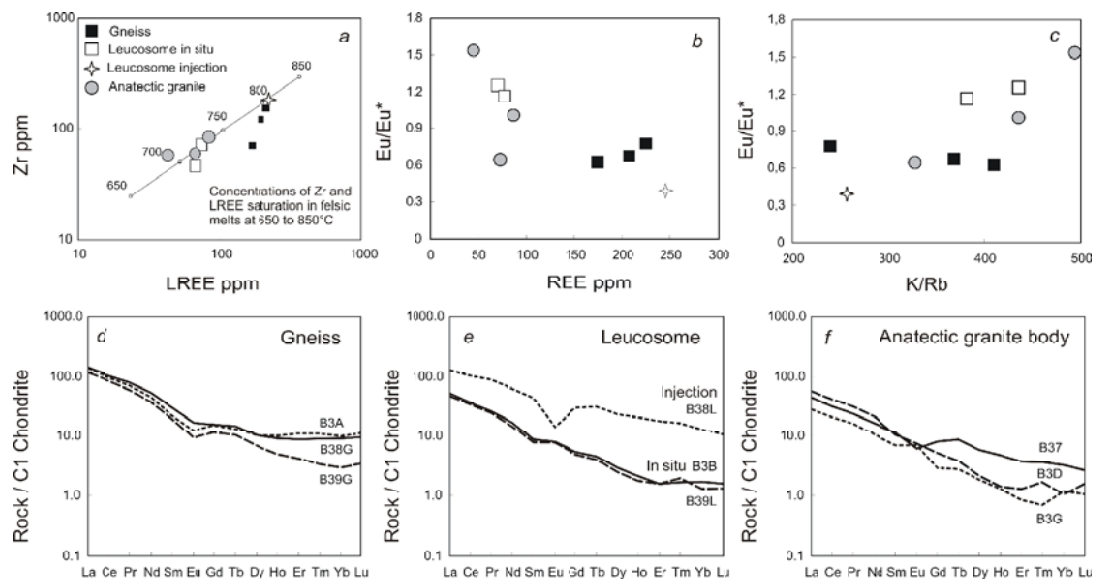 a
1000
100
10
Zr ppm
Gneiss
Leucosome in situ
Leucosome injection
Anatectic granite
650
700
750
800
850
Concentrations of Zr and
LREE saturation in felsic
melts at 650 to 850°C
10
100
1000
LREE ppm
b
1.8
1.5
1.2
0.9
0.6
0.3
0
Eu/Eu*
0
50
100
150
200
250
300
REE ppm
c
1,8
1,5
1,2
0,9
0,6
0,3
0
Eu/Eu*
200
300
400
500
K/Rb
d
Gneiss
1000.0
100.0
10.0
1.0
0.1
Rock / C1 Chondrite
B3A
B38G
B39G
La Ce Pr Nd Sm Eu Gd Tb Dy Ho Er Tm Yb Lu
e
Leucosome
1000.0
100.0
10.0
1.0
0.1
Rock / C1 Chondrite
Injection
B38L
In situ B3B
B39L
La Ce Pr Nd Sm Eu Gd Tb Dy Ho Er Tm Yb Lu
f
Anatectic granite body
1000.0
100.0
10.0
1.0
0.1
Rock / C1 Chondrite
B37
B3D
B3G
La Ce Pr Nd Sm Eu Gd Tb Dy Ho Er Tm Yb Lu